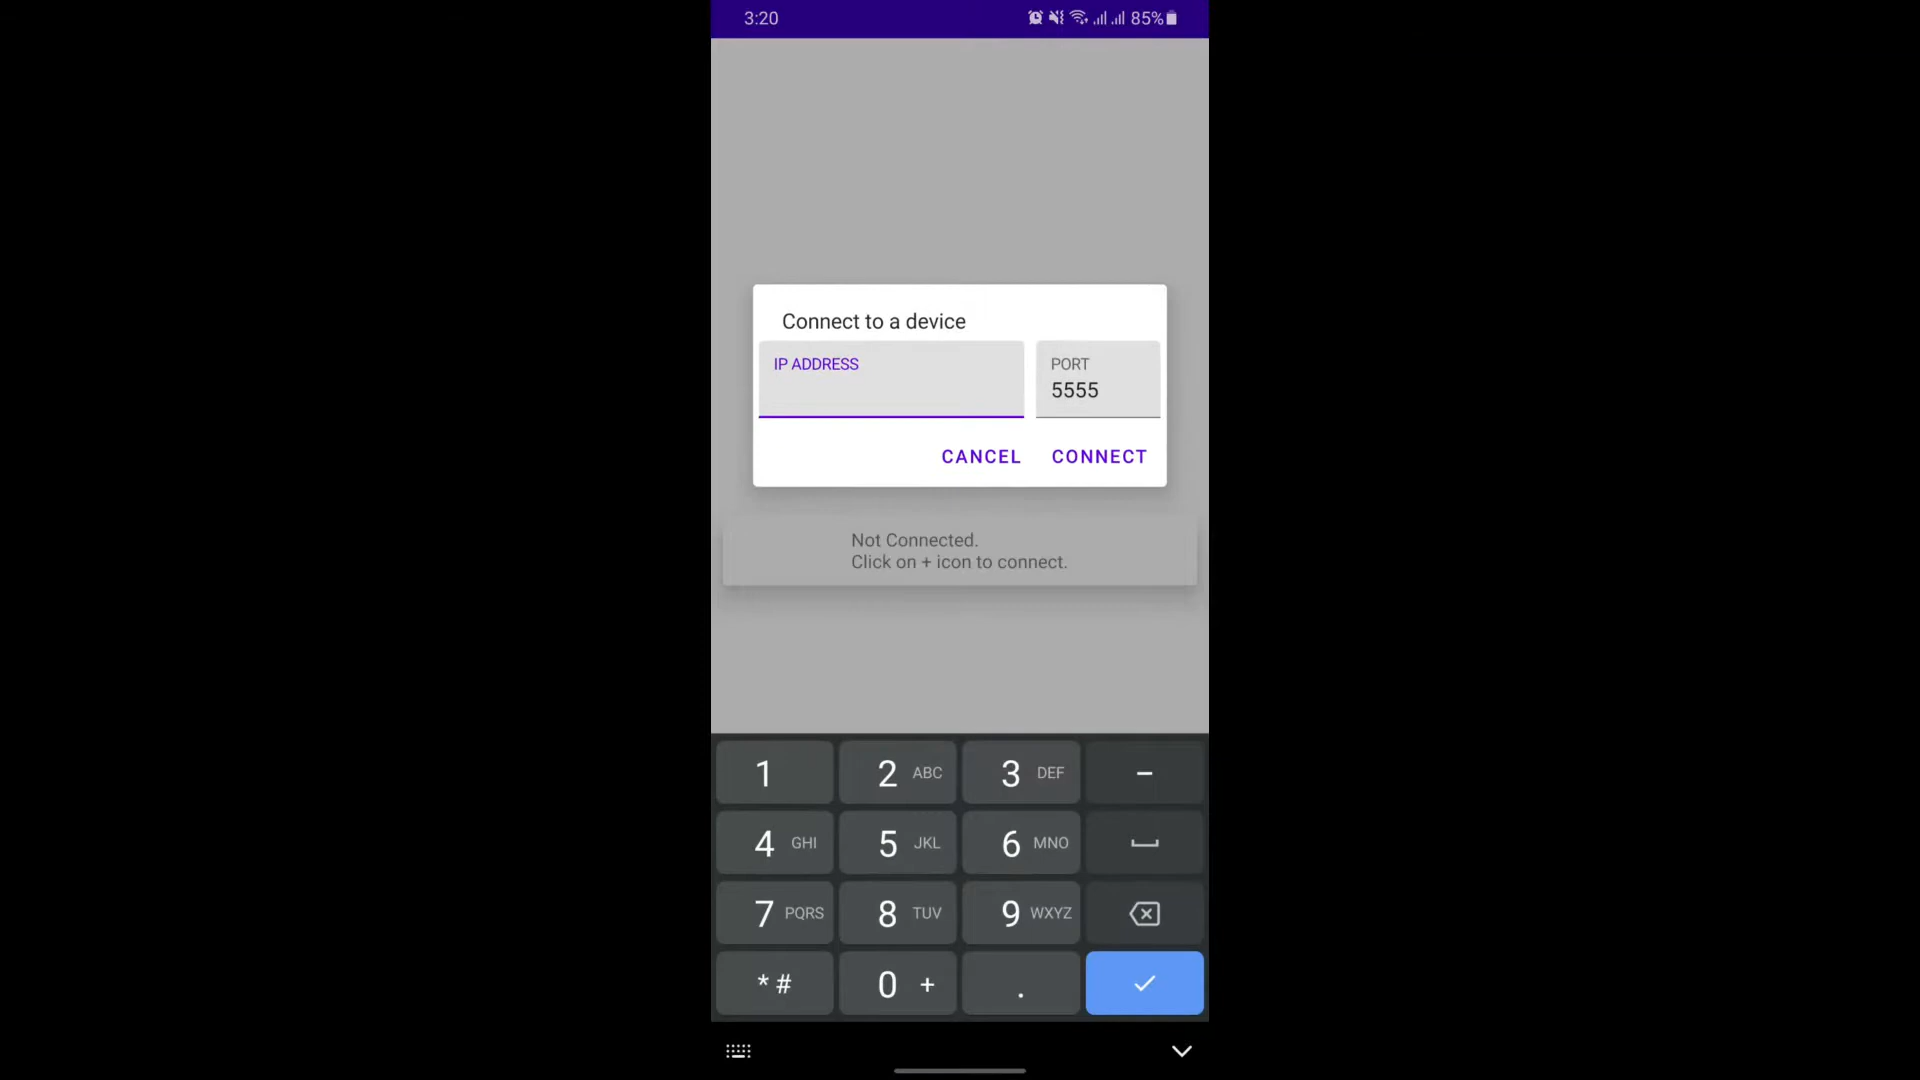 3:20
85%
Connect to a device
IP ADDRESS
PORT
5555
CANCEL CONNECT
Not Connected.
Click on + icon to connect.
1 2 ABC 3 DEF -
4 GHI 5 JKL 6 MNO
7 PQRS 8 TUV 9 WXYZ
* # 0 + .